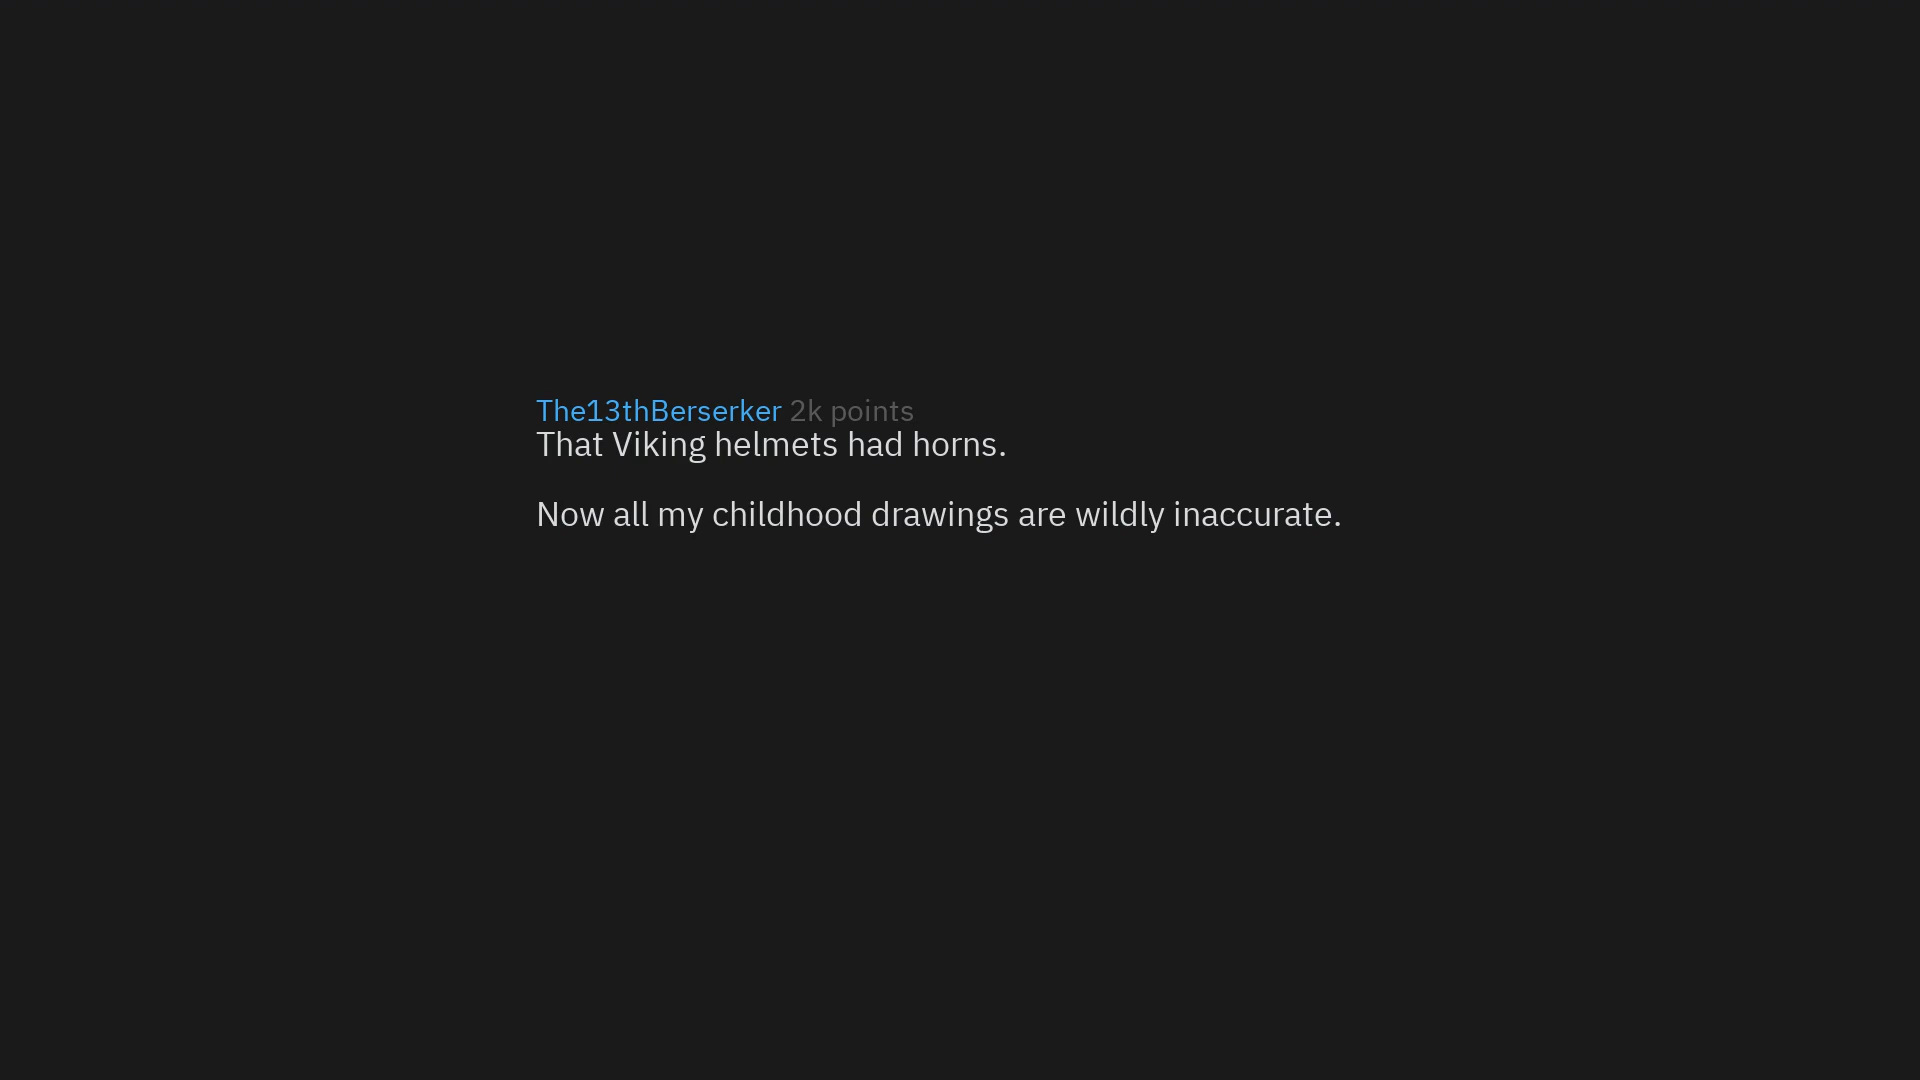 The13thBerserker 2k points
That Viking helmets had horns.
Now all my childhood drawings are wildly inaccurate.